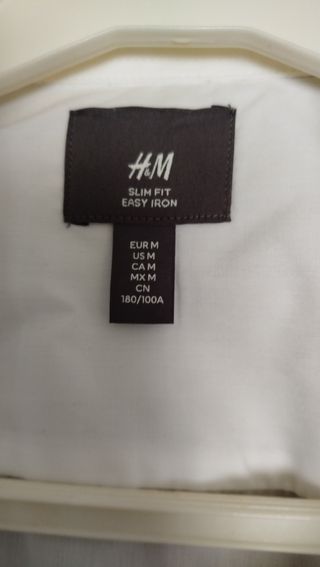 H&M
SLIM FIT
EASY IRON
EUR M
US M
CA M
MX M
CN
180/100A